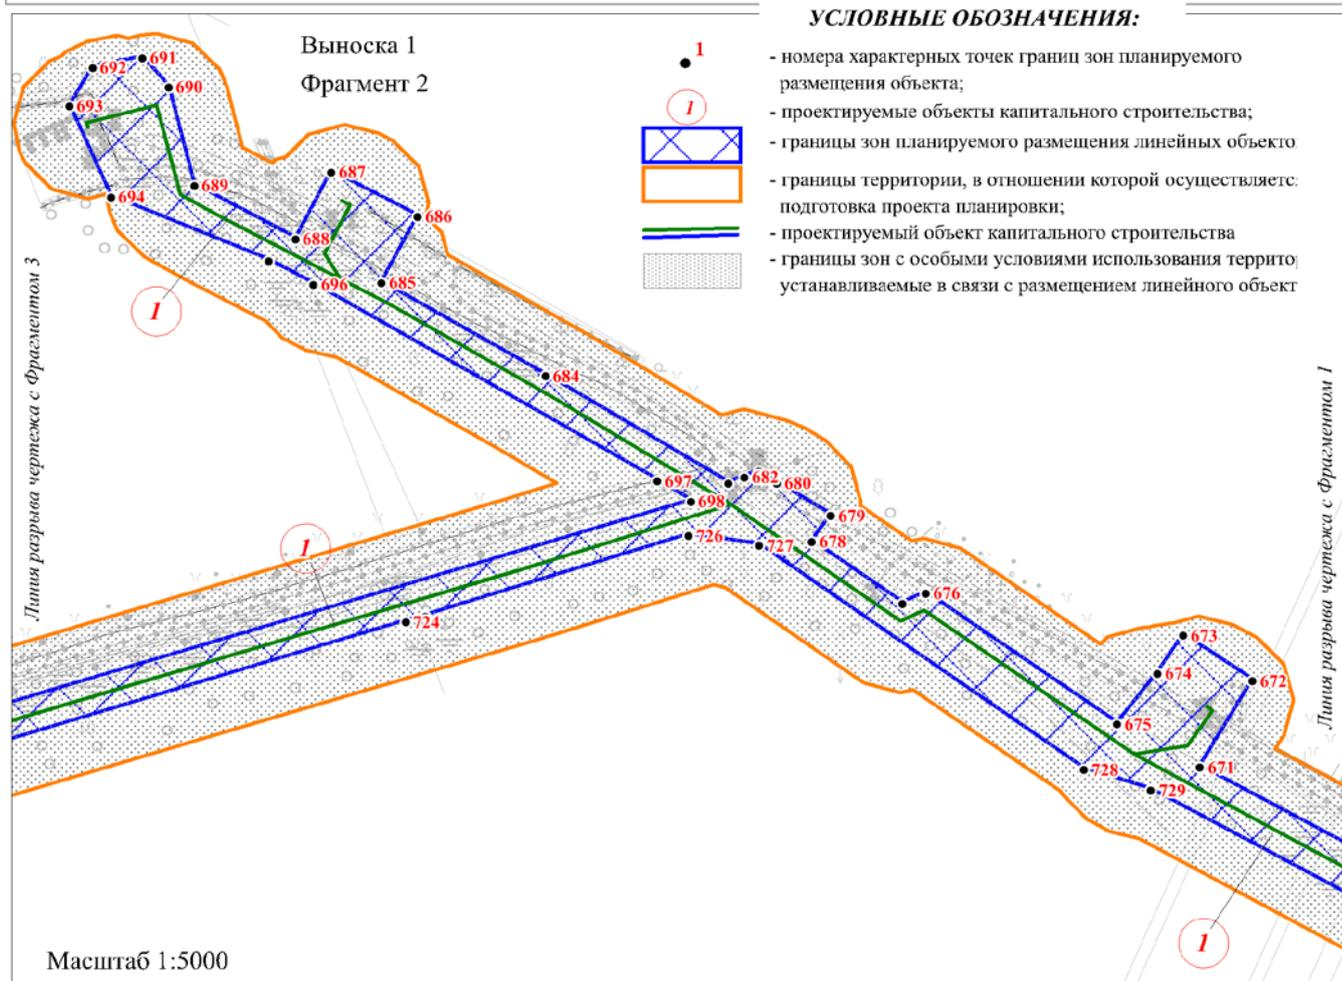 УСЛОВНЫЕ ОБОЗНАЧЕНИЯ:
Выноска 1
Фрагмент 2
1
- номера характерных точек границ зон планируемого
размещения объекта;
1
- проектируемые объекты капитального строительства;
- границы зон планируемого размещения линейных объекто
- границы территории, в отношении которой осуществляетс
подготовка проекта планировки;
- проектируемый объект капитального строительства
- границы зон с особыми условиями использования террито
устанавливаемые в связи с размещением линейного объект
691
692
690
693
687
689
694
686
688
696
685
1
Линия разрыва чертежа с Фрагментом 3
684
Линия разрыва чертежа с Фрагментом 1
697
682
680
698
679
726
727
678
1
676
724
673
674
672
675
671
728
729
1
Масштаб 1:5000